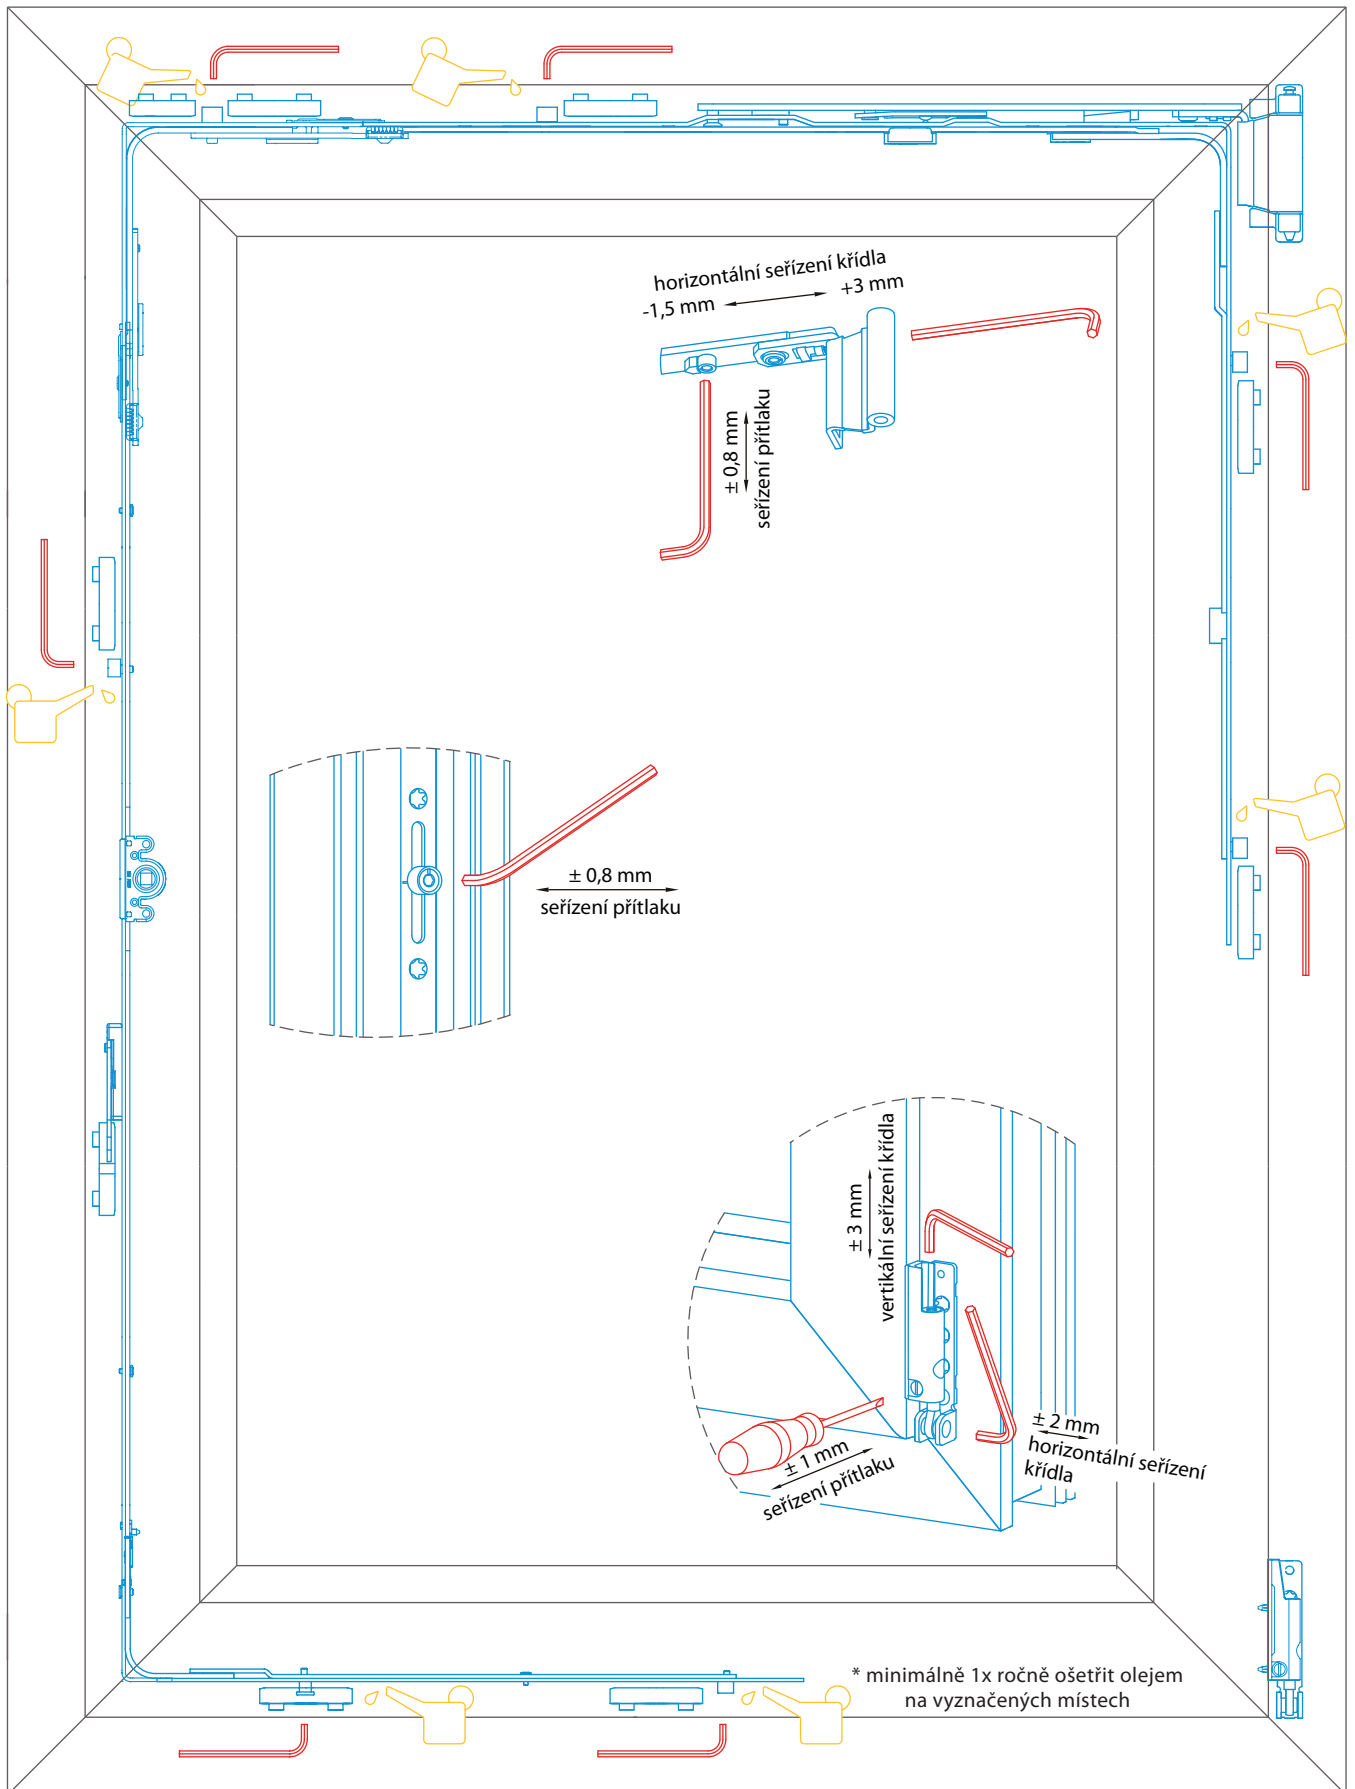 horizontální seřízení křídla
-1,5 mm +3 mm
± 0,8 mm
seřízení přítlaku
± 0,8 mm
seřízení přítlaku
± 3 mm
vertikální seřízení křídla
± 2 mm
horizontální seřízení
křídla
± 1 mm
seřízení přítlaku
* minimálně 1x ročně ošetřit olejem
na vyznačených místech